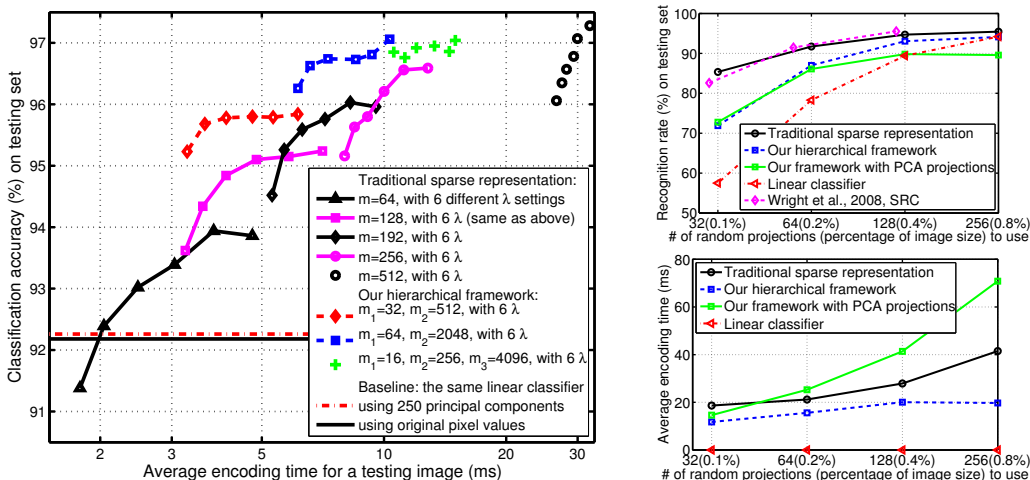 Classification accuracy (%) on testing set
97
96
95
94
93
92
91
2
3
5
10
20
30
Average encoding time for a testing image (ms)
Traditional sparse representation:
m=64, with 6 different λ settings
m=128, with 6 λ (same as above)
m=192, with 6 λ
m=256, with 6 λ
m=512, with 6 λ
Our hierarchical framework:
m1=32, m2=512, with 6 λ
m1=64, m2=2048, with 6 λ
m1=16, m2=256, m3=4096, with 6 λ
Baseline: the same linear classifier
using 250 principal components
using original pixel values
Recognition rate (%) on testing set
100
90
80
70
60
50
Traditional sparse representation
Our hierarchical framework
Our framework with PCA projections
Linear classifier
Wright et al., 2008, SRC
32(0.1%)
64(0.2%)
128(0.4%)
256(0.8%)
# of random projections (percentage of image size) to use
Average encoding time (ms)
80
60
40
20
0
Traditional sparse representation
Our hierarchical framework
Our framework with PCA projections
Linear classifier
32(0.1%)
64(0.2%)
128(0.4%)
256(0.8%)
# of random projections (percentage of image size) to use